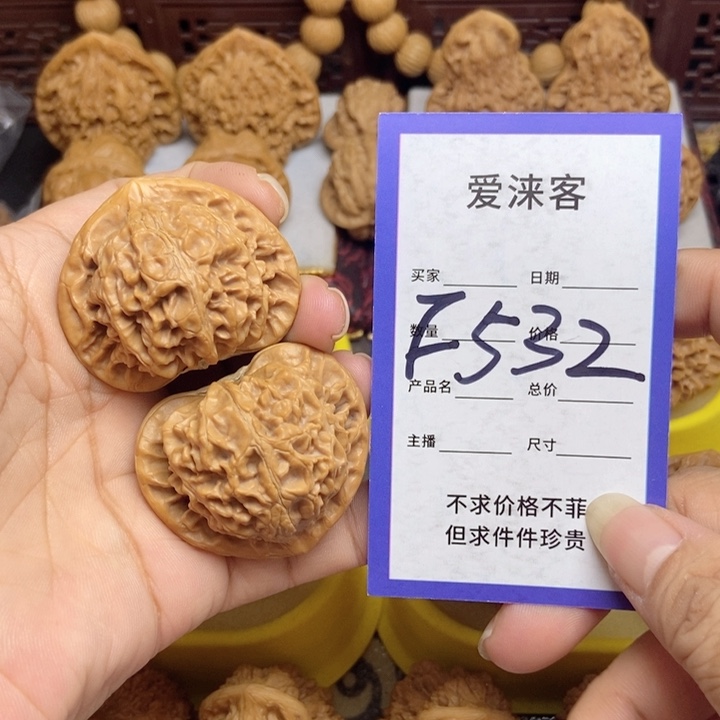 爱涞客
买家 日期
数量 价格
F532
产品名 总价
主播 尺寸
不求价格不菲
但求件件珍贵